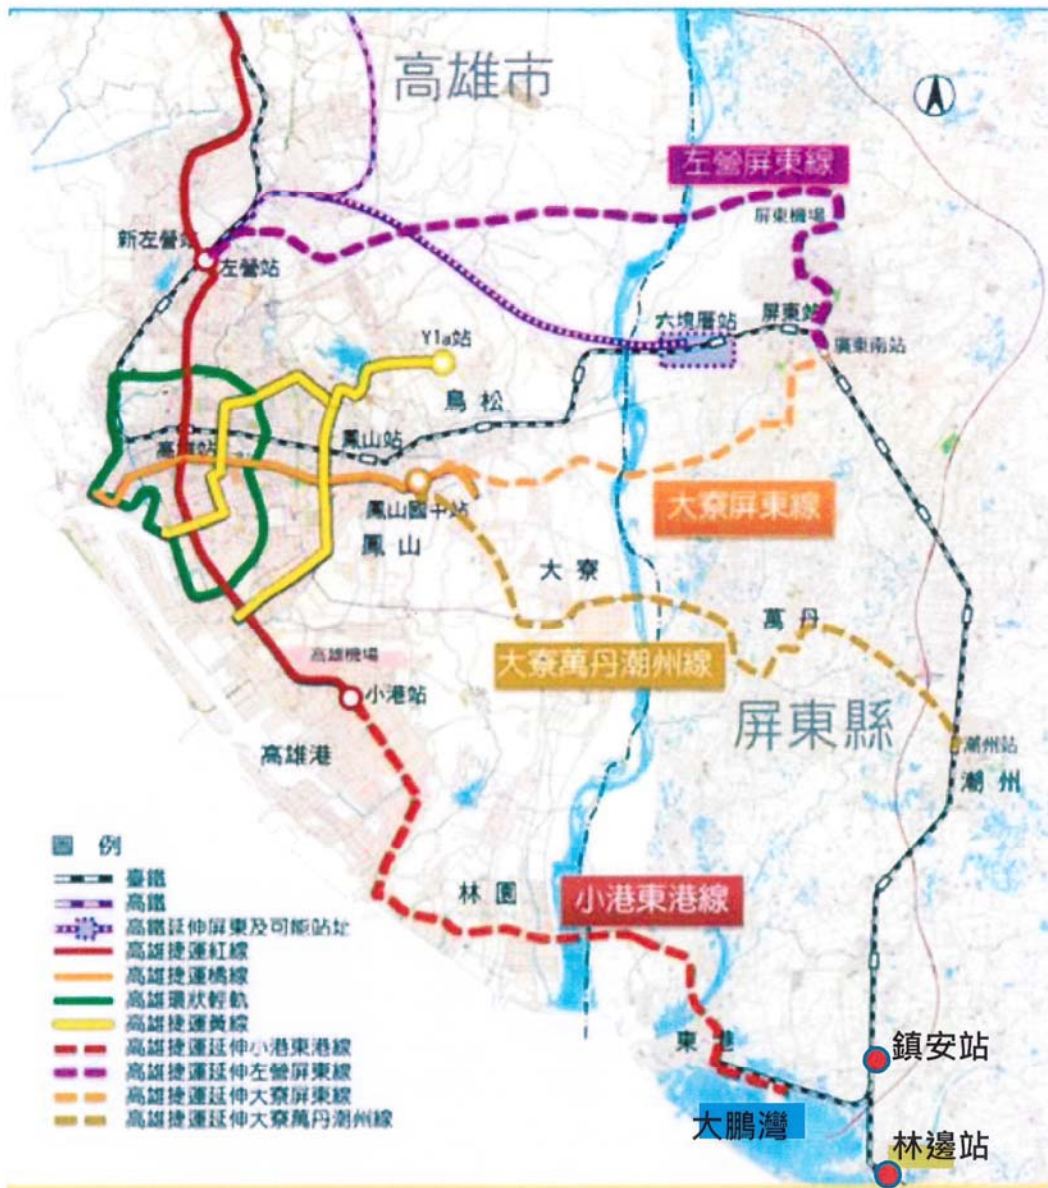 高雄市
左營屏東線
屏東機場
新左營站
左營站
六塊厝站
屏東站
Y1a站
廣東南站
鳥松
鳳山站
高雄站
大寮屏東線
鳳山國中站
鳳山
大寮
萬丹
大寮萬丹潮州線
高雄機場
小港站
屏東縣
高雄港
潮州站
潮州
圖例
臺鐵
高鐵
高鐵延伸屏東及可能站址
高雄捷運紅線
高雄捷運橘線
高雄環狀輕軌
高雄捷運黃線
高雄捷運延伸小港東港線
高雄捷運延伸左營屏東線
高雄捷運延伸大寮屏東線
高雄捷運延伸大寮萬丹潮州線
林園
小港東港線
東港
鎮安站
大鵬灣
林邊站